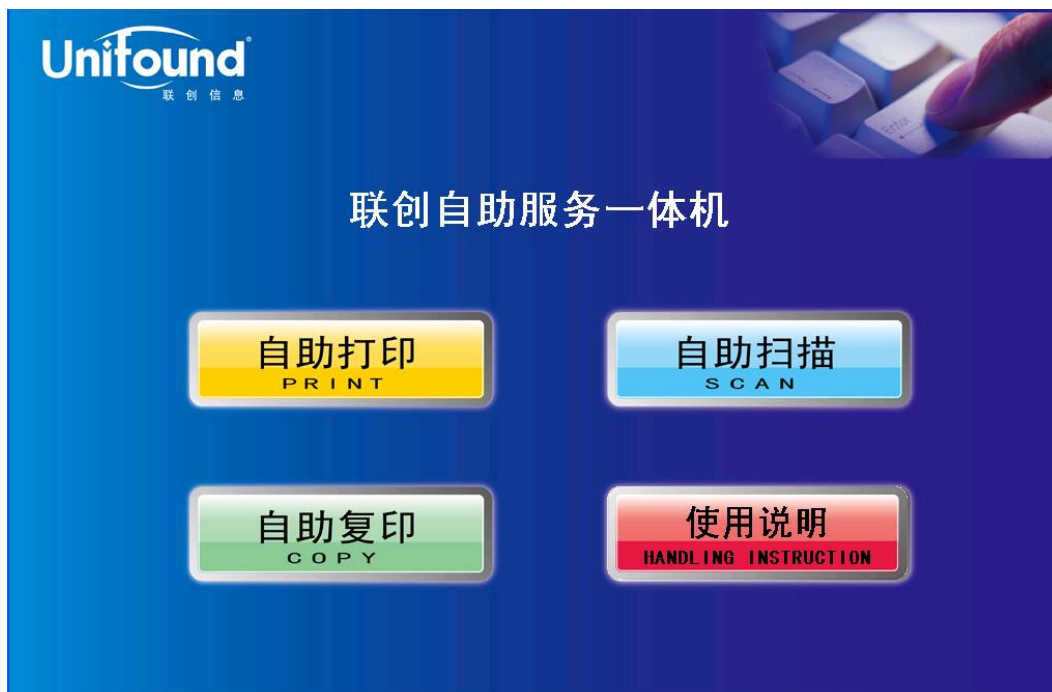 Unifound
联创信息
Enter
联创自助服务一体机
自助打印
PRINT
自助扫描
SCAN
自助复印
COPY
使用说明
HANDLING INSTRUCTION